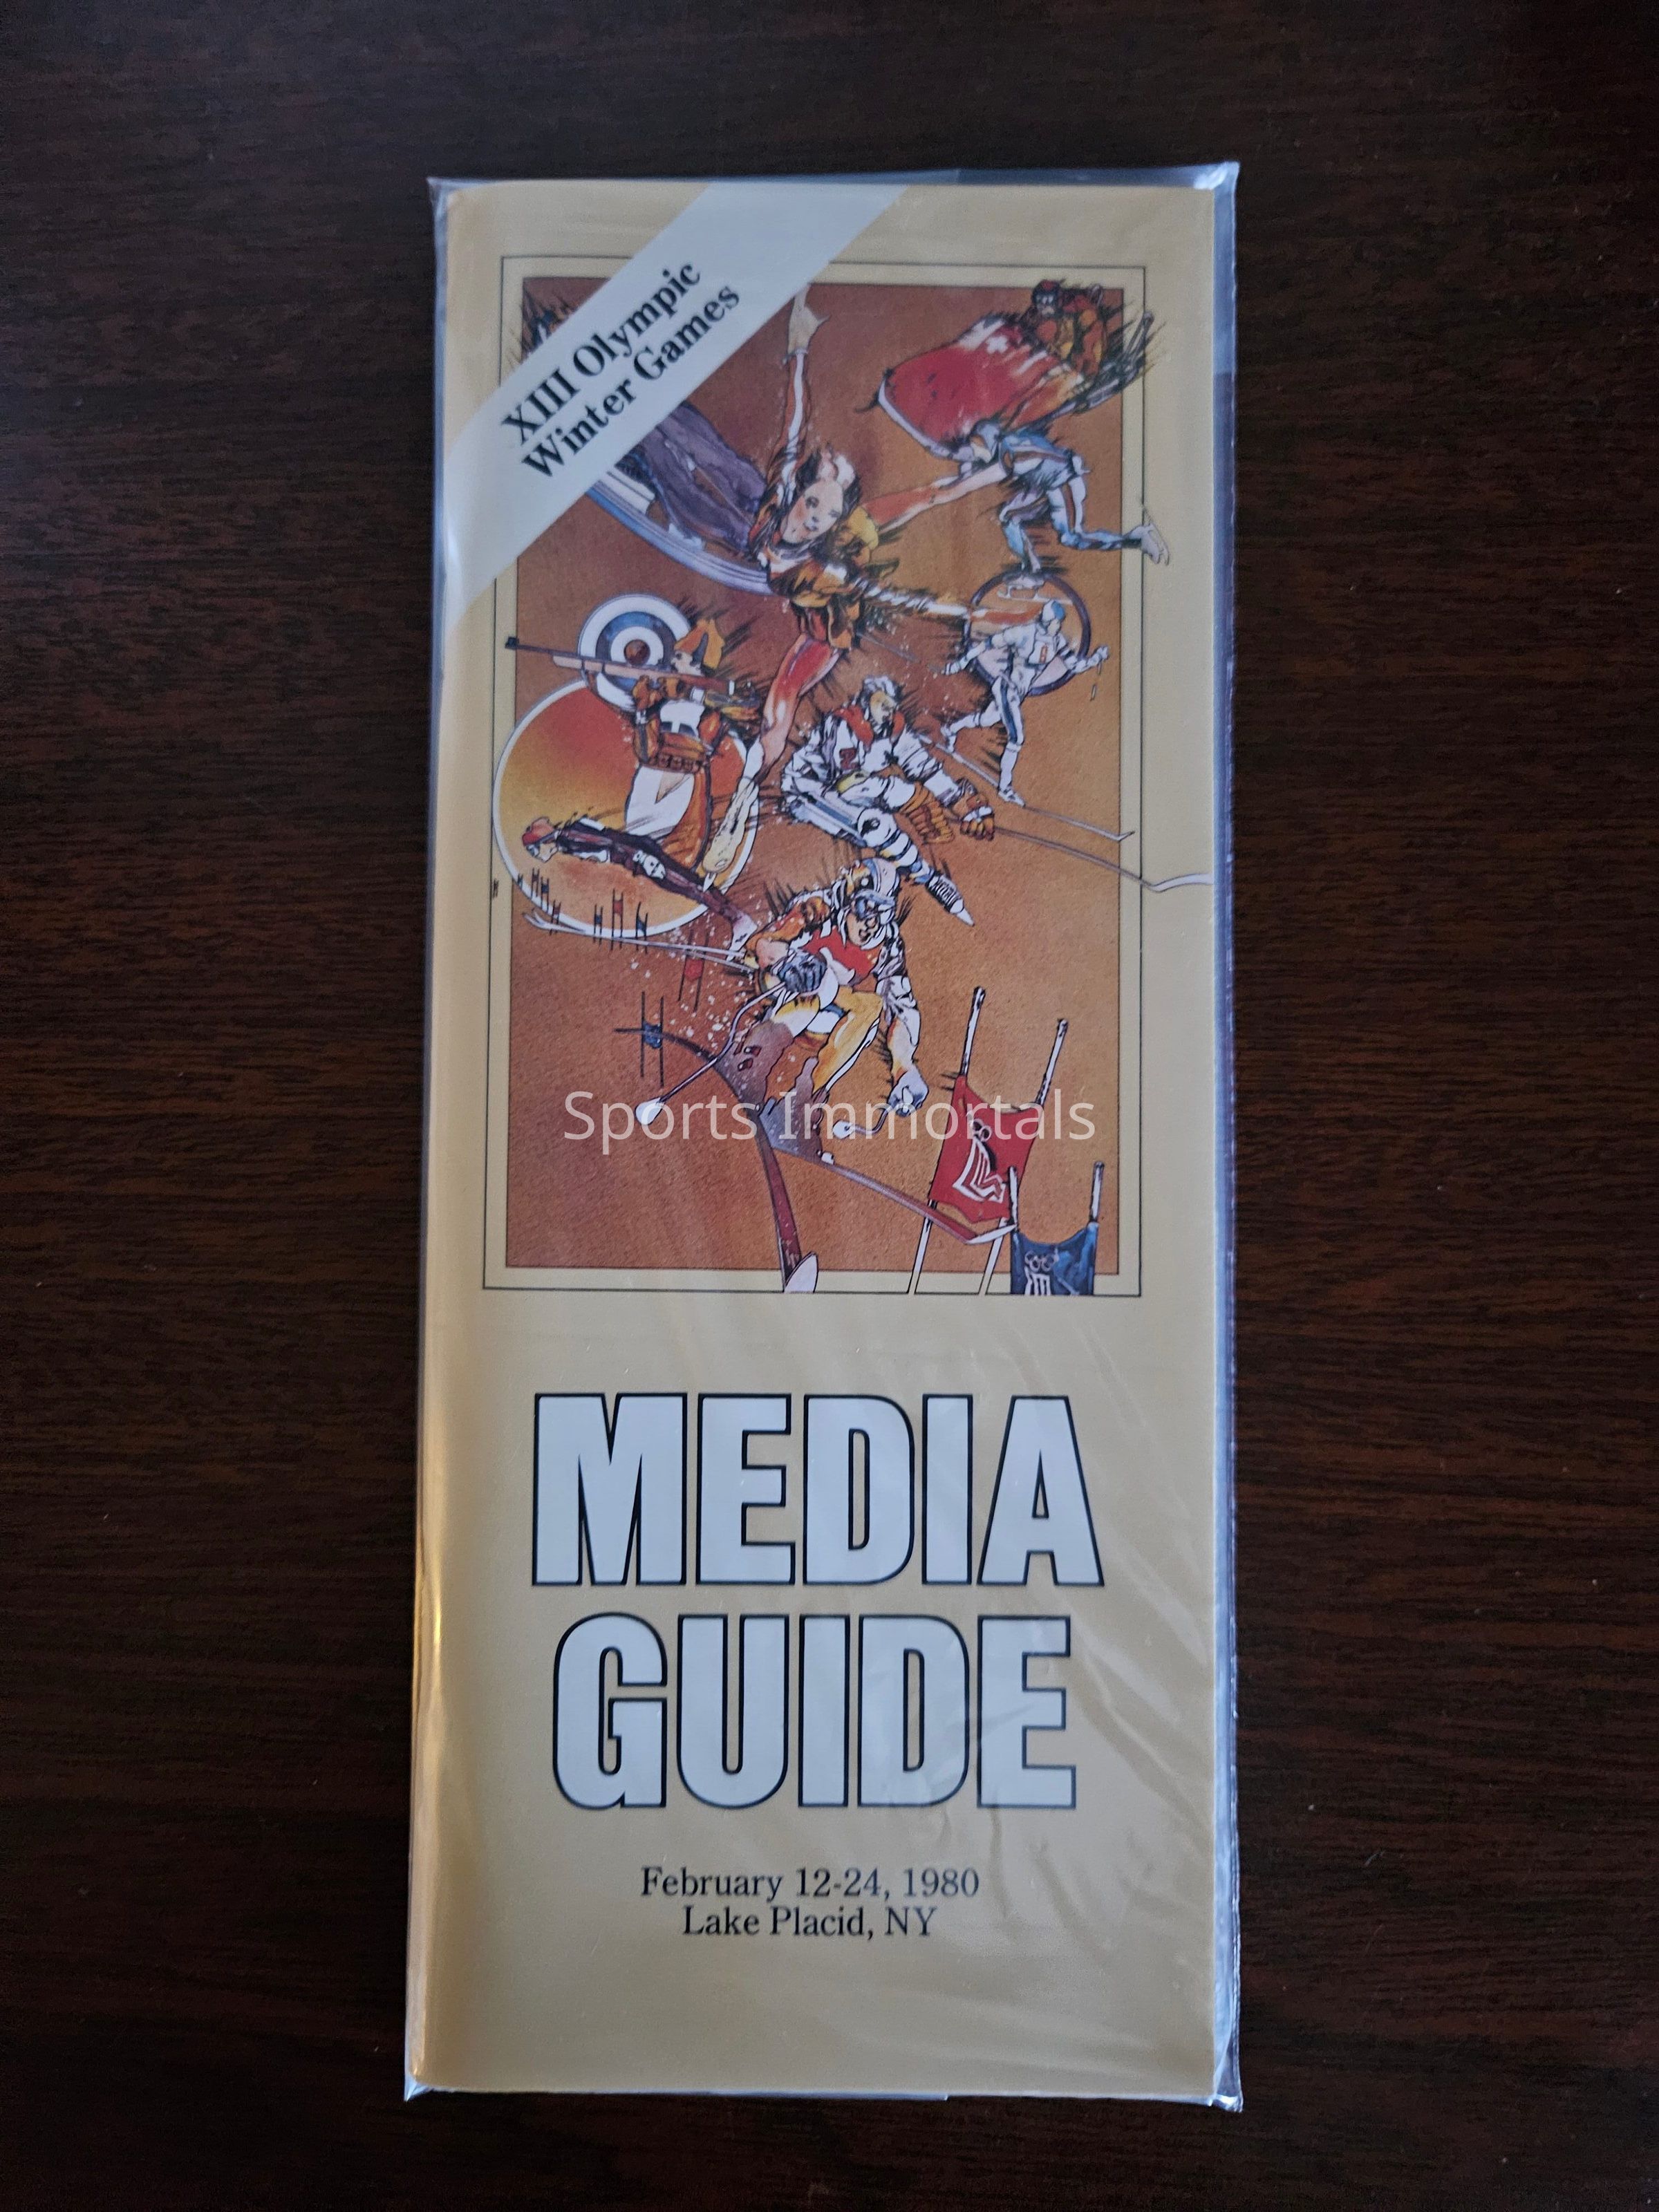 XIII Olympic
Winter Games
Sports Immortals
MEDIA
GUIDE
February 12-24, 1980
Lake Placid, NY